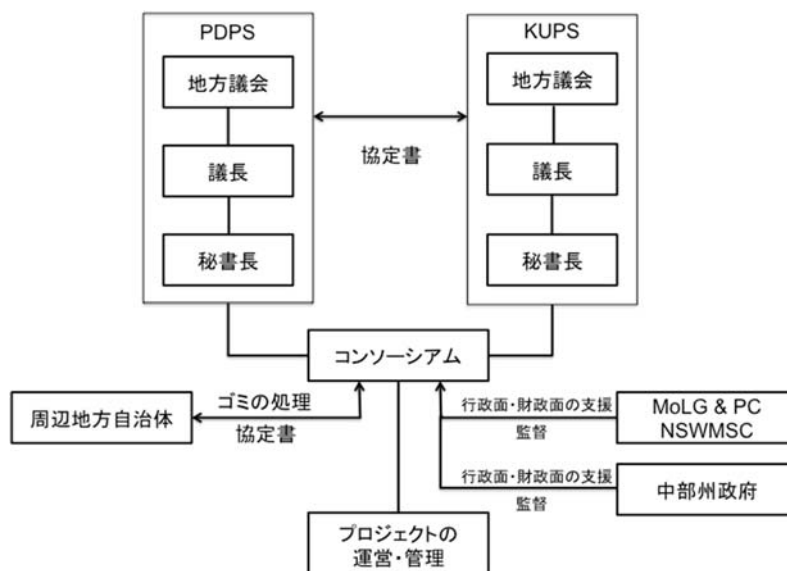 PDPS
地方議会
議長
秘書長
協定書
KUPS
地方議会
議長
秘書長
コンソーシアム
周辺地方自治体
ゴミの処理
協定書
行政面・財政面の支援
監督
MoLG & PC
NSWMSC
行政面・財政面の支援
監督
中部州政府
プロジェクトの
運営・管理